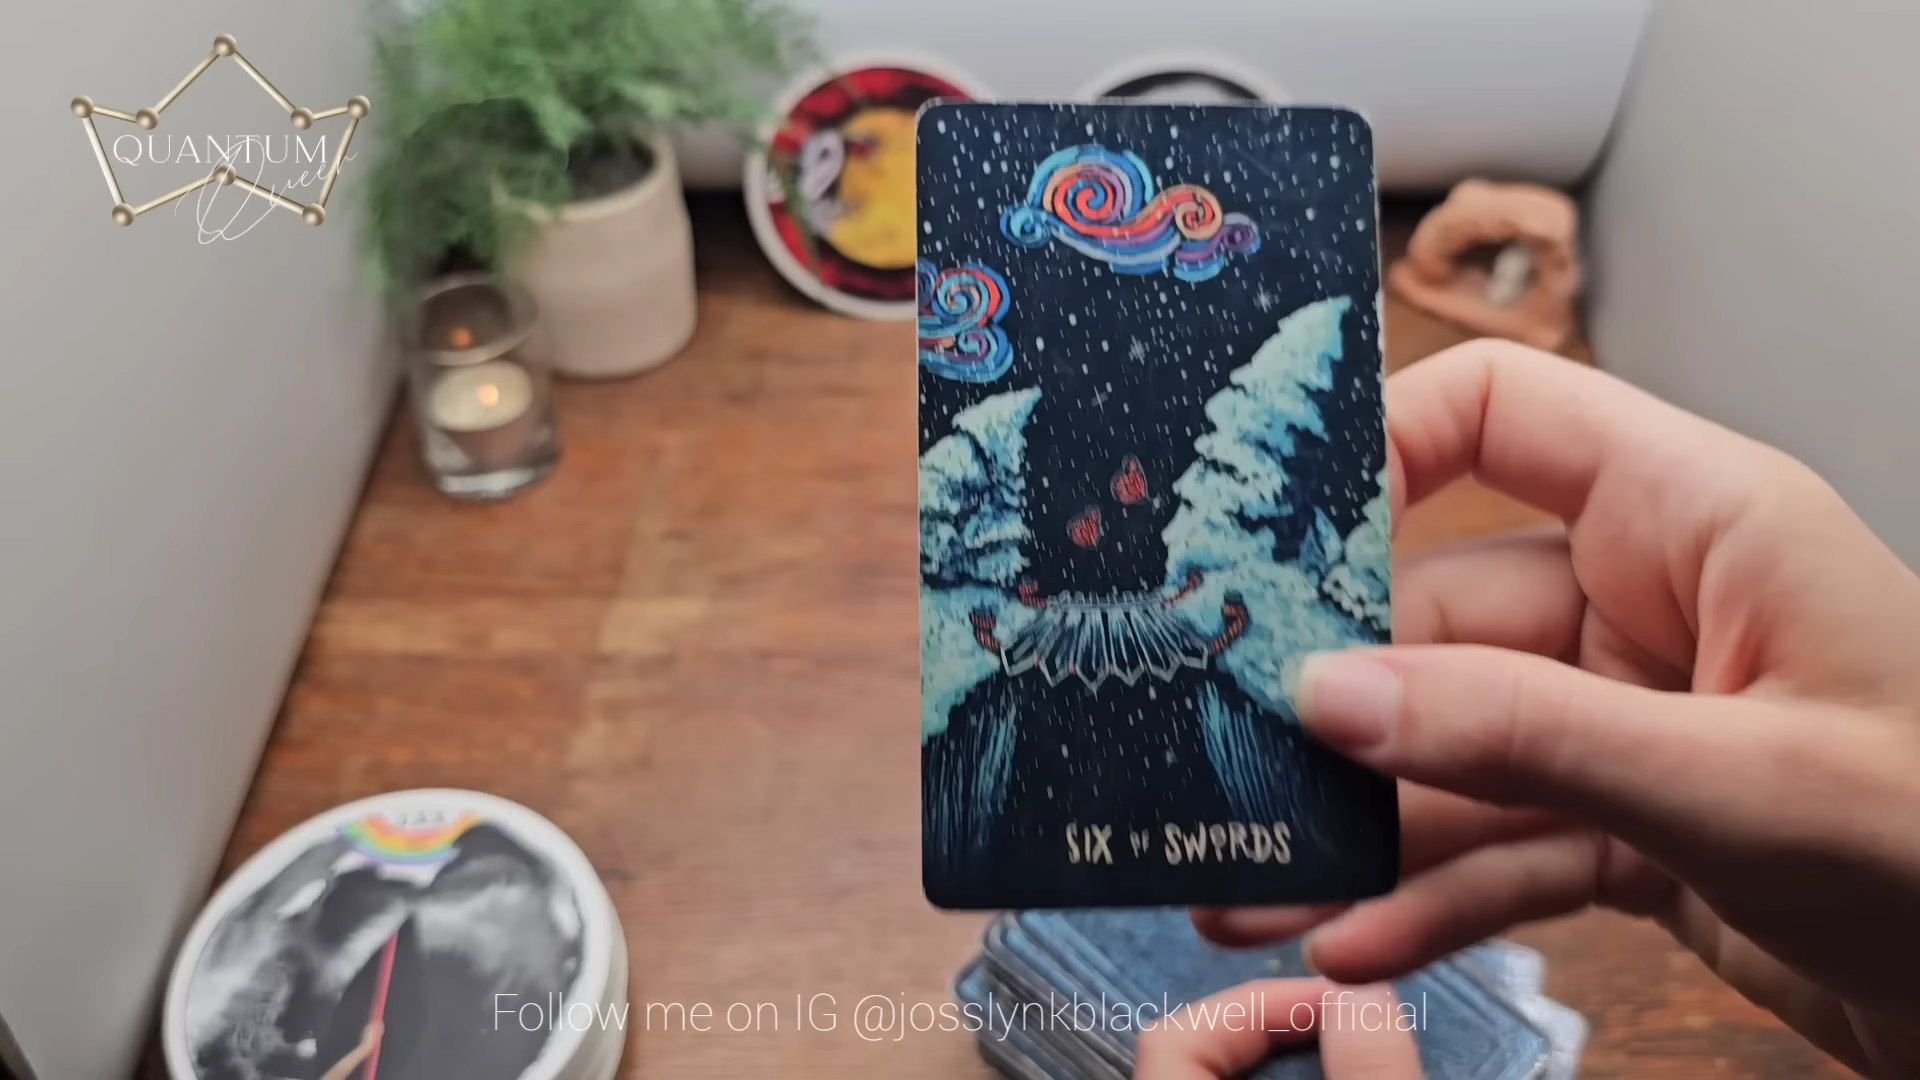 QUANTUM
Queen
SIX OF SWORDS
Follow me on IG @josslynkblackwell_official